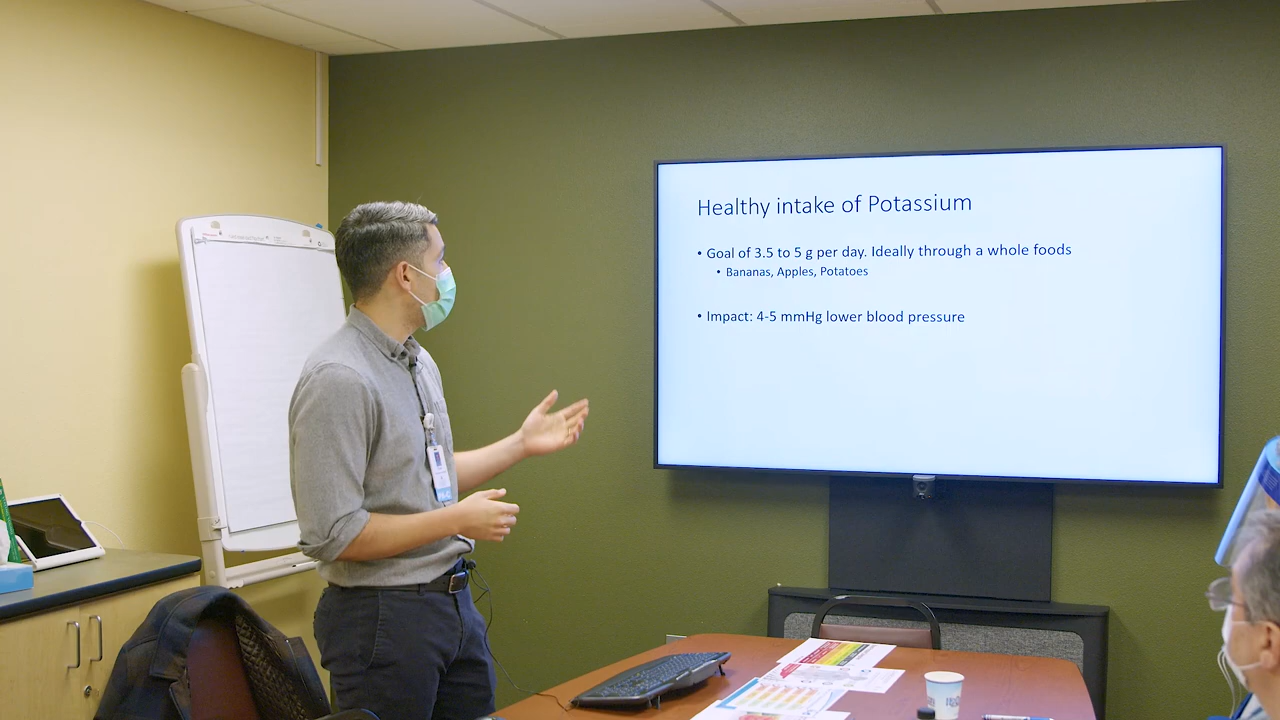 Healthy intake of Potassium
• Goal of 3.5 to 5 g per day. Ideally through a whole foods
• Bananas, Apples, Potatoes
• Impact: 4-5 mmHg lower blood pressure